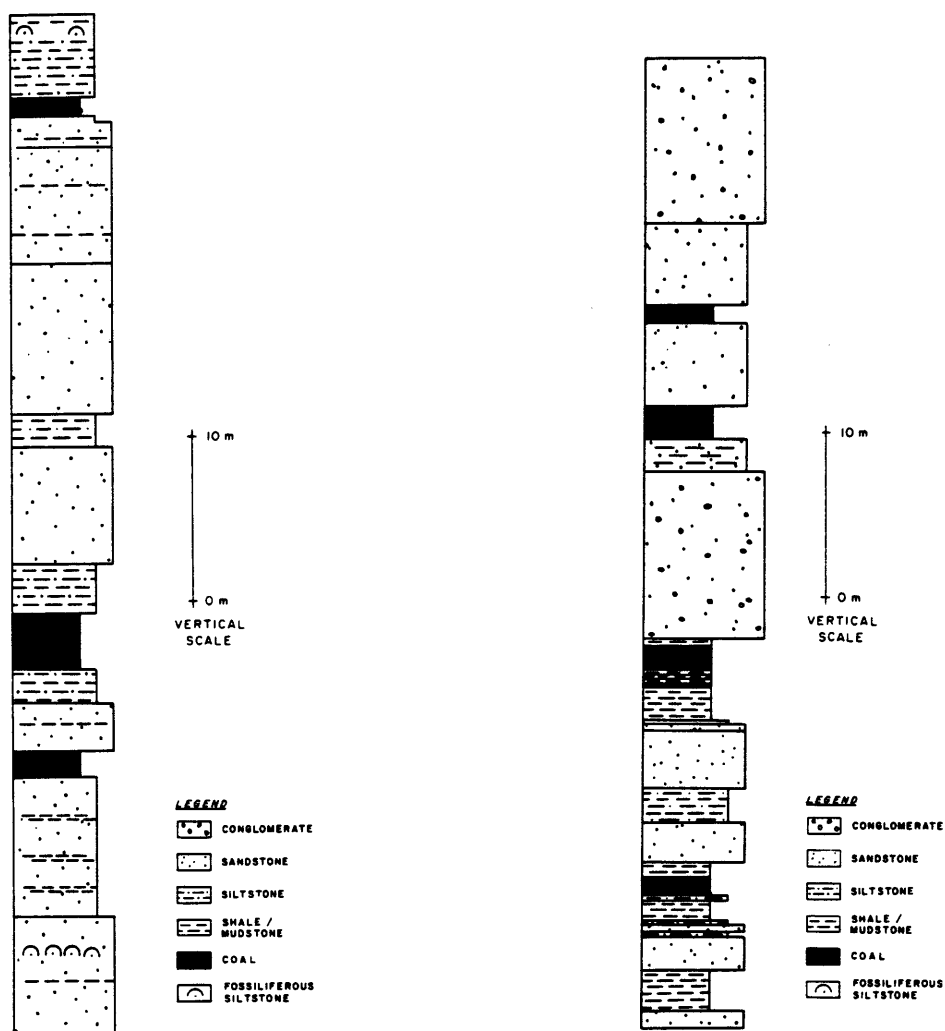 10 m
0 m
VERTICAL
SCALE
LEGEND
CONGLOMERATE
SANDSTONE
SILTSTONE
SHALE /
MUDSTONE
COAL
FOSSILIFEROUS
SILTSTONE
10 m
0 m
VERTICAL
SCALE
LEGEND
CONGLOMERATE
SANDSTONE
SILTSTONE
SHALE /
MUDSTONE
COAL
FOSSILIFEROUS
SILTSTONE